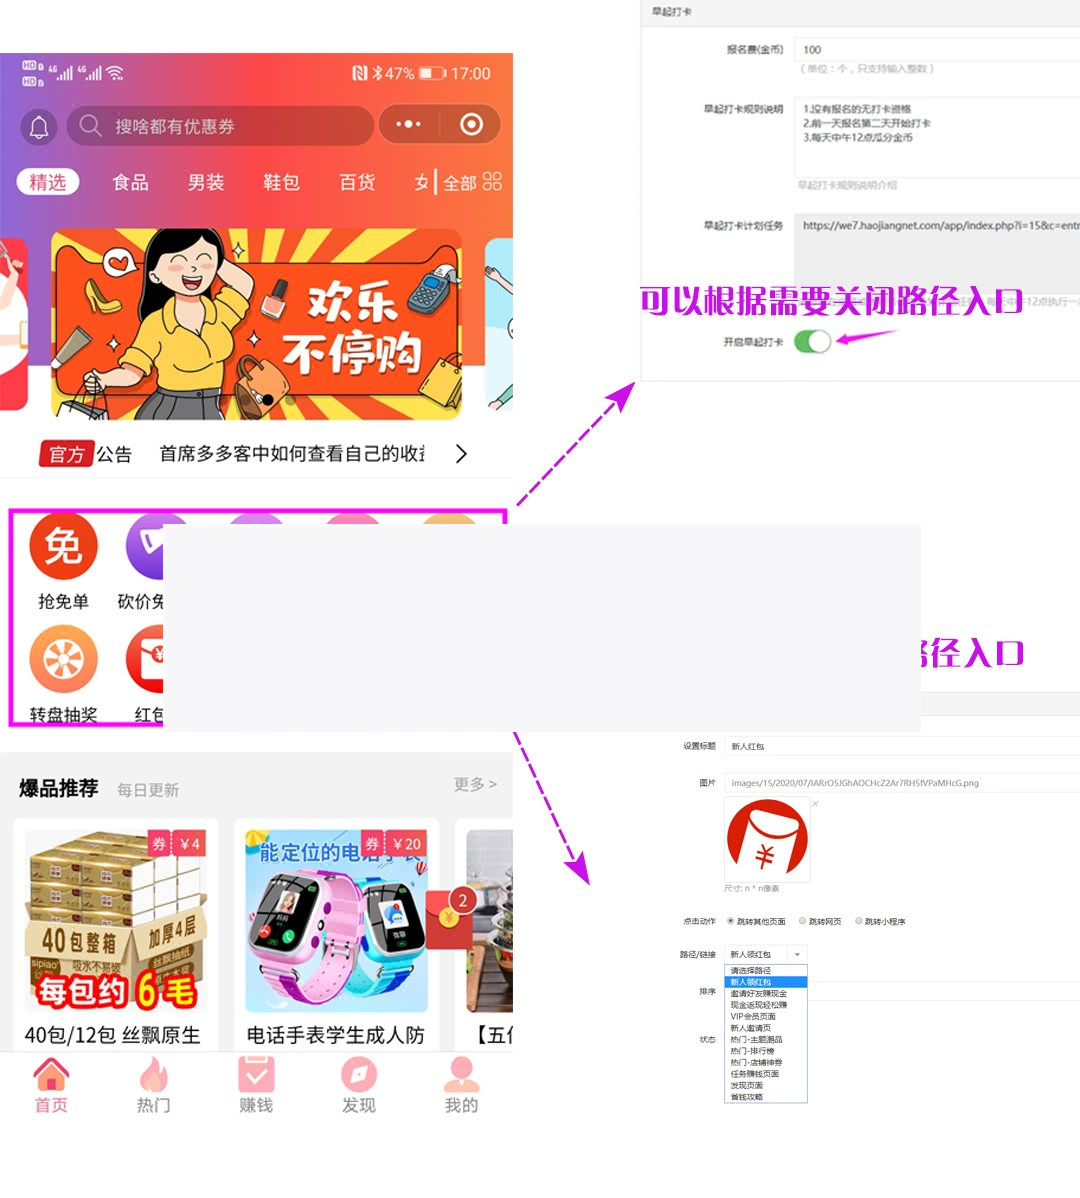 HD
HD
4G
4G
47%
17:00
搜啥都有优惠券
精选
食品
男装
鞋包
百货
全部
欢乐
不停购
官方
公告
首席多多客中如何查看自己的收
免
抢免单
砍价
转盘抽奖
红包
爆品推荐
每日更新
更多 >
券 ¥4
40包整箱
加厚4层
sipiao
吸水不易破
每包约6毛
40包/12包 丝飘原生
券 ¥20
能定位的电话手表
电话手表学生成人防
2
¥
首页
热门
赚钱
发现
我的
早起打卡
报名费(金币)
100
（单位：个，只支持输入整数）
早起打卡规则说明
1.没有报名的无打卡资格
2.前一天报名第二天开始打卡
3.每天中午12点瓜分金币
早起打卡规则说明介绍
早起打卡计划任务
https://we7.haojiangnet.com/app/index.php?i=15&c=entr
可以根据需要关闭路径入口
开启早起打卡
径入口
设置标题
新人红包
图片
images/15/2020/07/IARrO5JGhAOCHcZ2Ar7RH5IVPaMHcG.png
x
尺寸: n * n像素
点击动作
跳转其他页面
跳转网页
跳转小程序
路径/链接
新人领红包
请选择路径
新人领红包
邀请好友赚现金
现金返现轻松赚
VIP会员页面
新人邀请页
热门-主题潮品
热门-排行榜
热门-店铺神券
任务赚钱页面
发现页面
省钱攻略
排序
状态